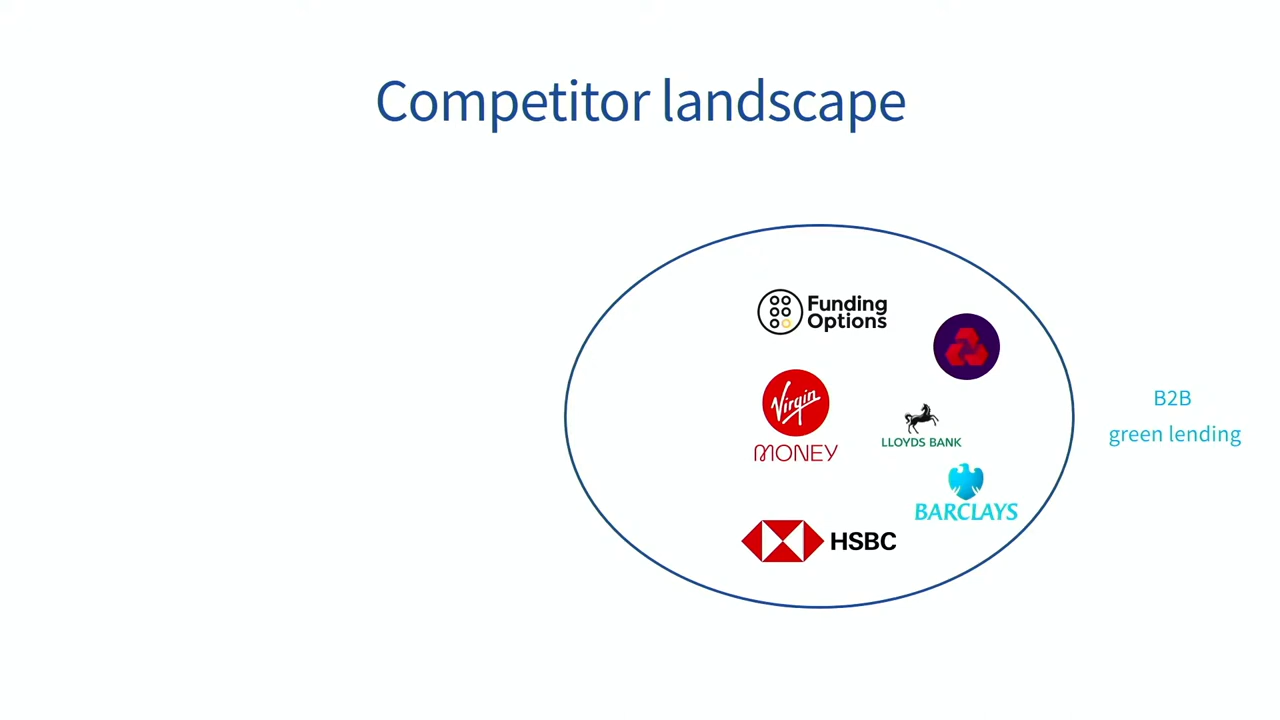 Competitor landscape
Funding
Options
Virgin
MONEY
LLOYDS BANK
BARCLAYS
HSBC
B2B
green lending